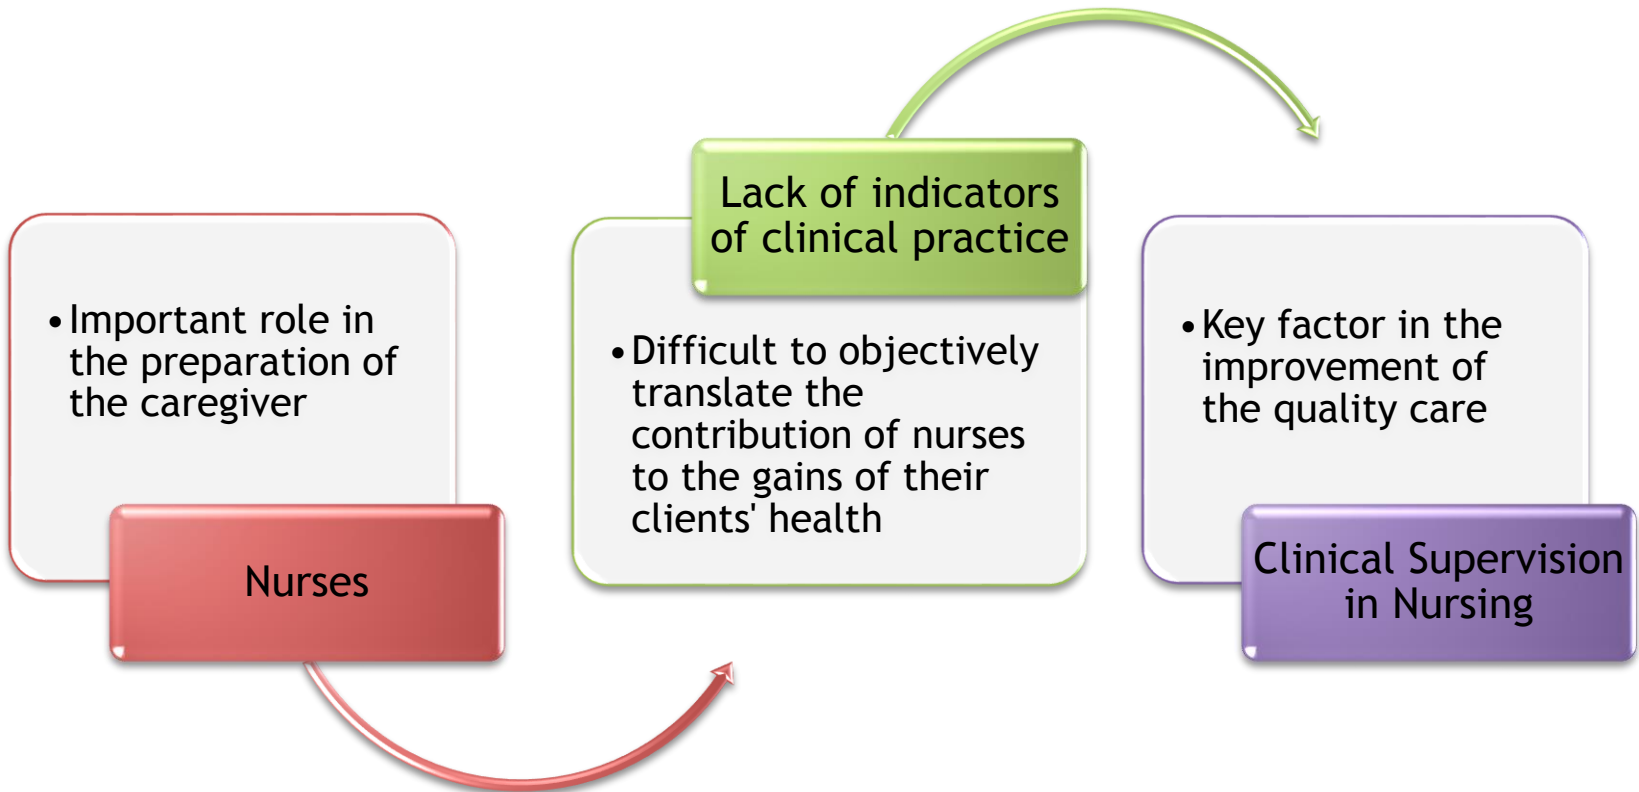 • Important role in
the preparation of
the caregiver
Nurses
Lack of indicators
of clinical practice
• Difficult to objectively
translate the
contribution of nurses
to the gains of their
clients' health
• Key factor in the
improvement of
the quality care
Clinical Supervision
in Nursing